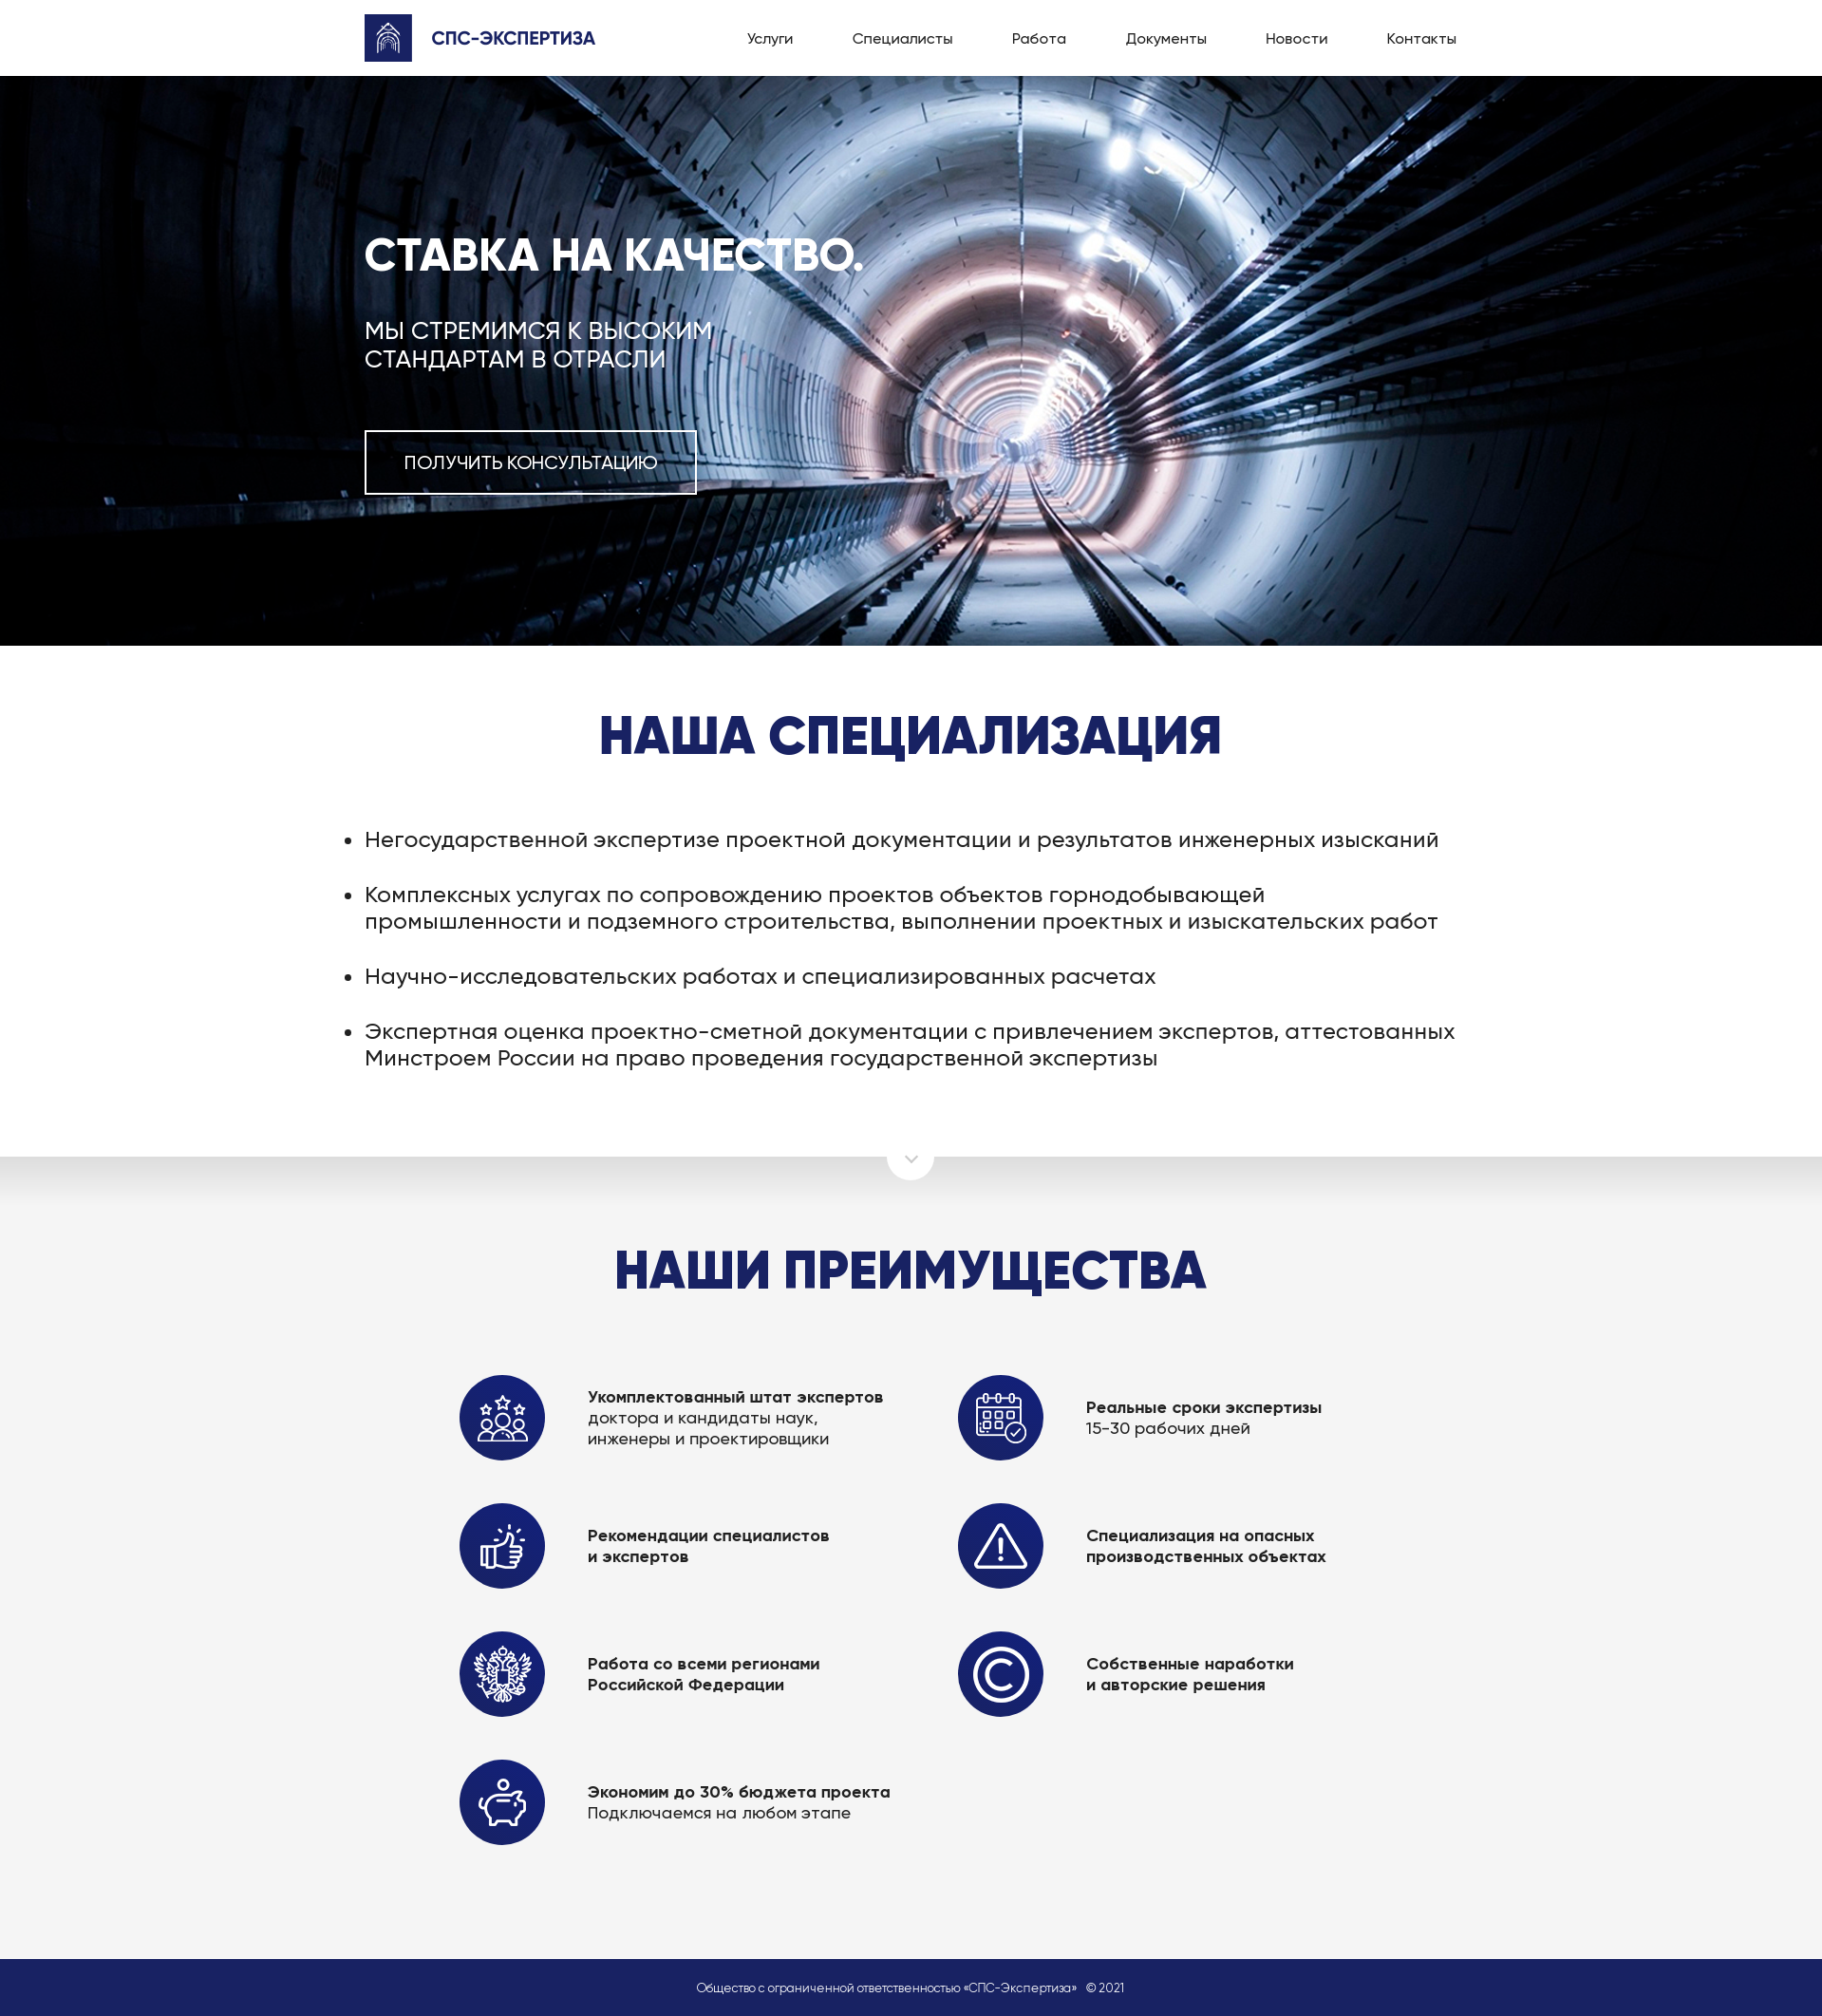 СПС-ЭКСПЕРТИЗА
Услуги
Специалисты
Работа
Документы
Новости
Контакты
СТАВКА НА КАЧЕСТВО.
МЫ СТРЕМИМСЯ К ВЫСОКИМ
СТАНДАРТАМ В ОТРАСЛИ
ПОЛУЧИТЬ КОНСУЛЬТАЦИЮ
НАША СПЕЦИАЛИЗАЦИЯ
• Негосударственной экспертизе проектной документации и результатов инженерных изысканий
• Комплексных услугах по сопровождению проектов объектов горнодобывающей
промышленности и подземного строительства, выполнении проектных и изыскательских работ
• Научно-исследовательских работах и специализированных расчетах
• Экспертная оценка проектно-сметной документации с привлечением экспертов, аттестованных
Минстроем России на право проведения государственной экспертизы
НАШИ ПРЕИМУЩЕСТВА
Укомплектованный штат экспертов
доктора и кандидаты наук,
инженеры и проектировщики
Реальные сроки экспертизы
15-30 рабочих дней
Рекомендации специалистов
и экспертов
Специализация на опасных
производственных объектах
Работа со всеми регионами
Российской Федерации
Собственные наработки
и авторские решения
Экономим до 30% бюджета проекта
Подключаемся на любом этапе
Общество с ограниченной ответственностью «СПС-Экспертиза» © 2021